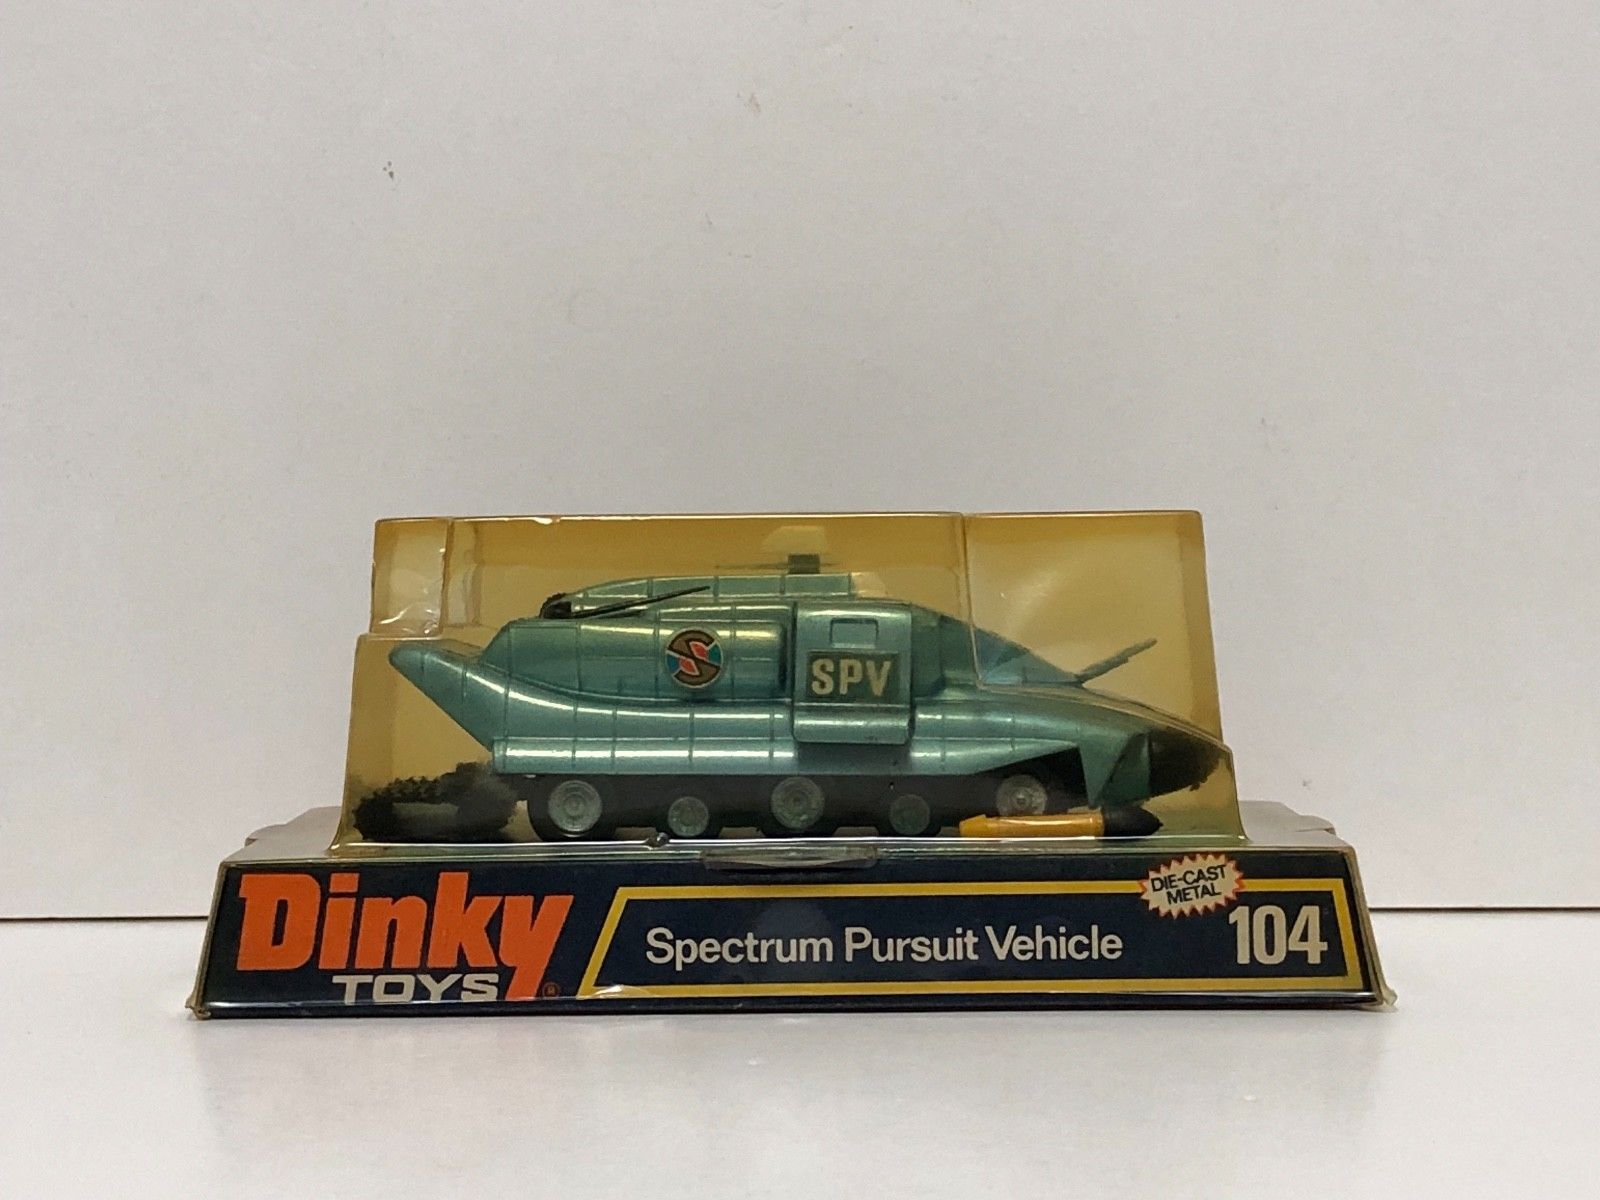 S
SPV
Dinky
TOYS
®
Spectrum Pursuit Vehicle
DIE-CAST
METAL
104